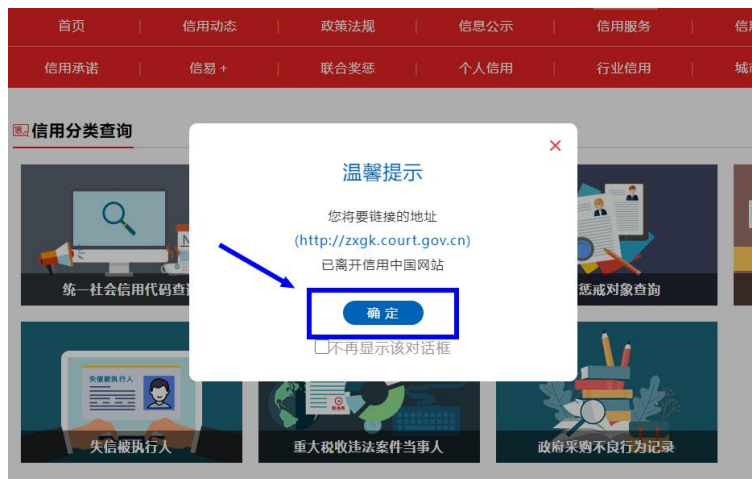 首页
信用动态
政策法规
信息公示
信用服务
信用承诺
信易+
联合奖惩
个人信用
行业信用
信用分类查询
温馨提示
您将要链接的地址
(http://zxgk.court.gov.cn)
已离开信用中国网站
确定
不再显示该对话框
统一社会信用代码查
惩戒对象查询
失信被执行人
失信被执行人
重大税收违法案件当事人
政府采购不良行为记录